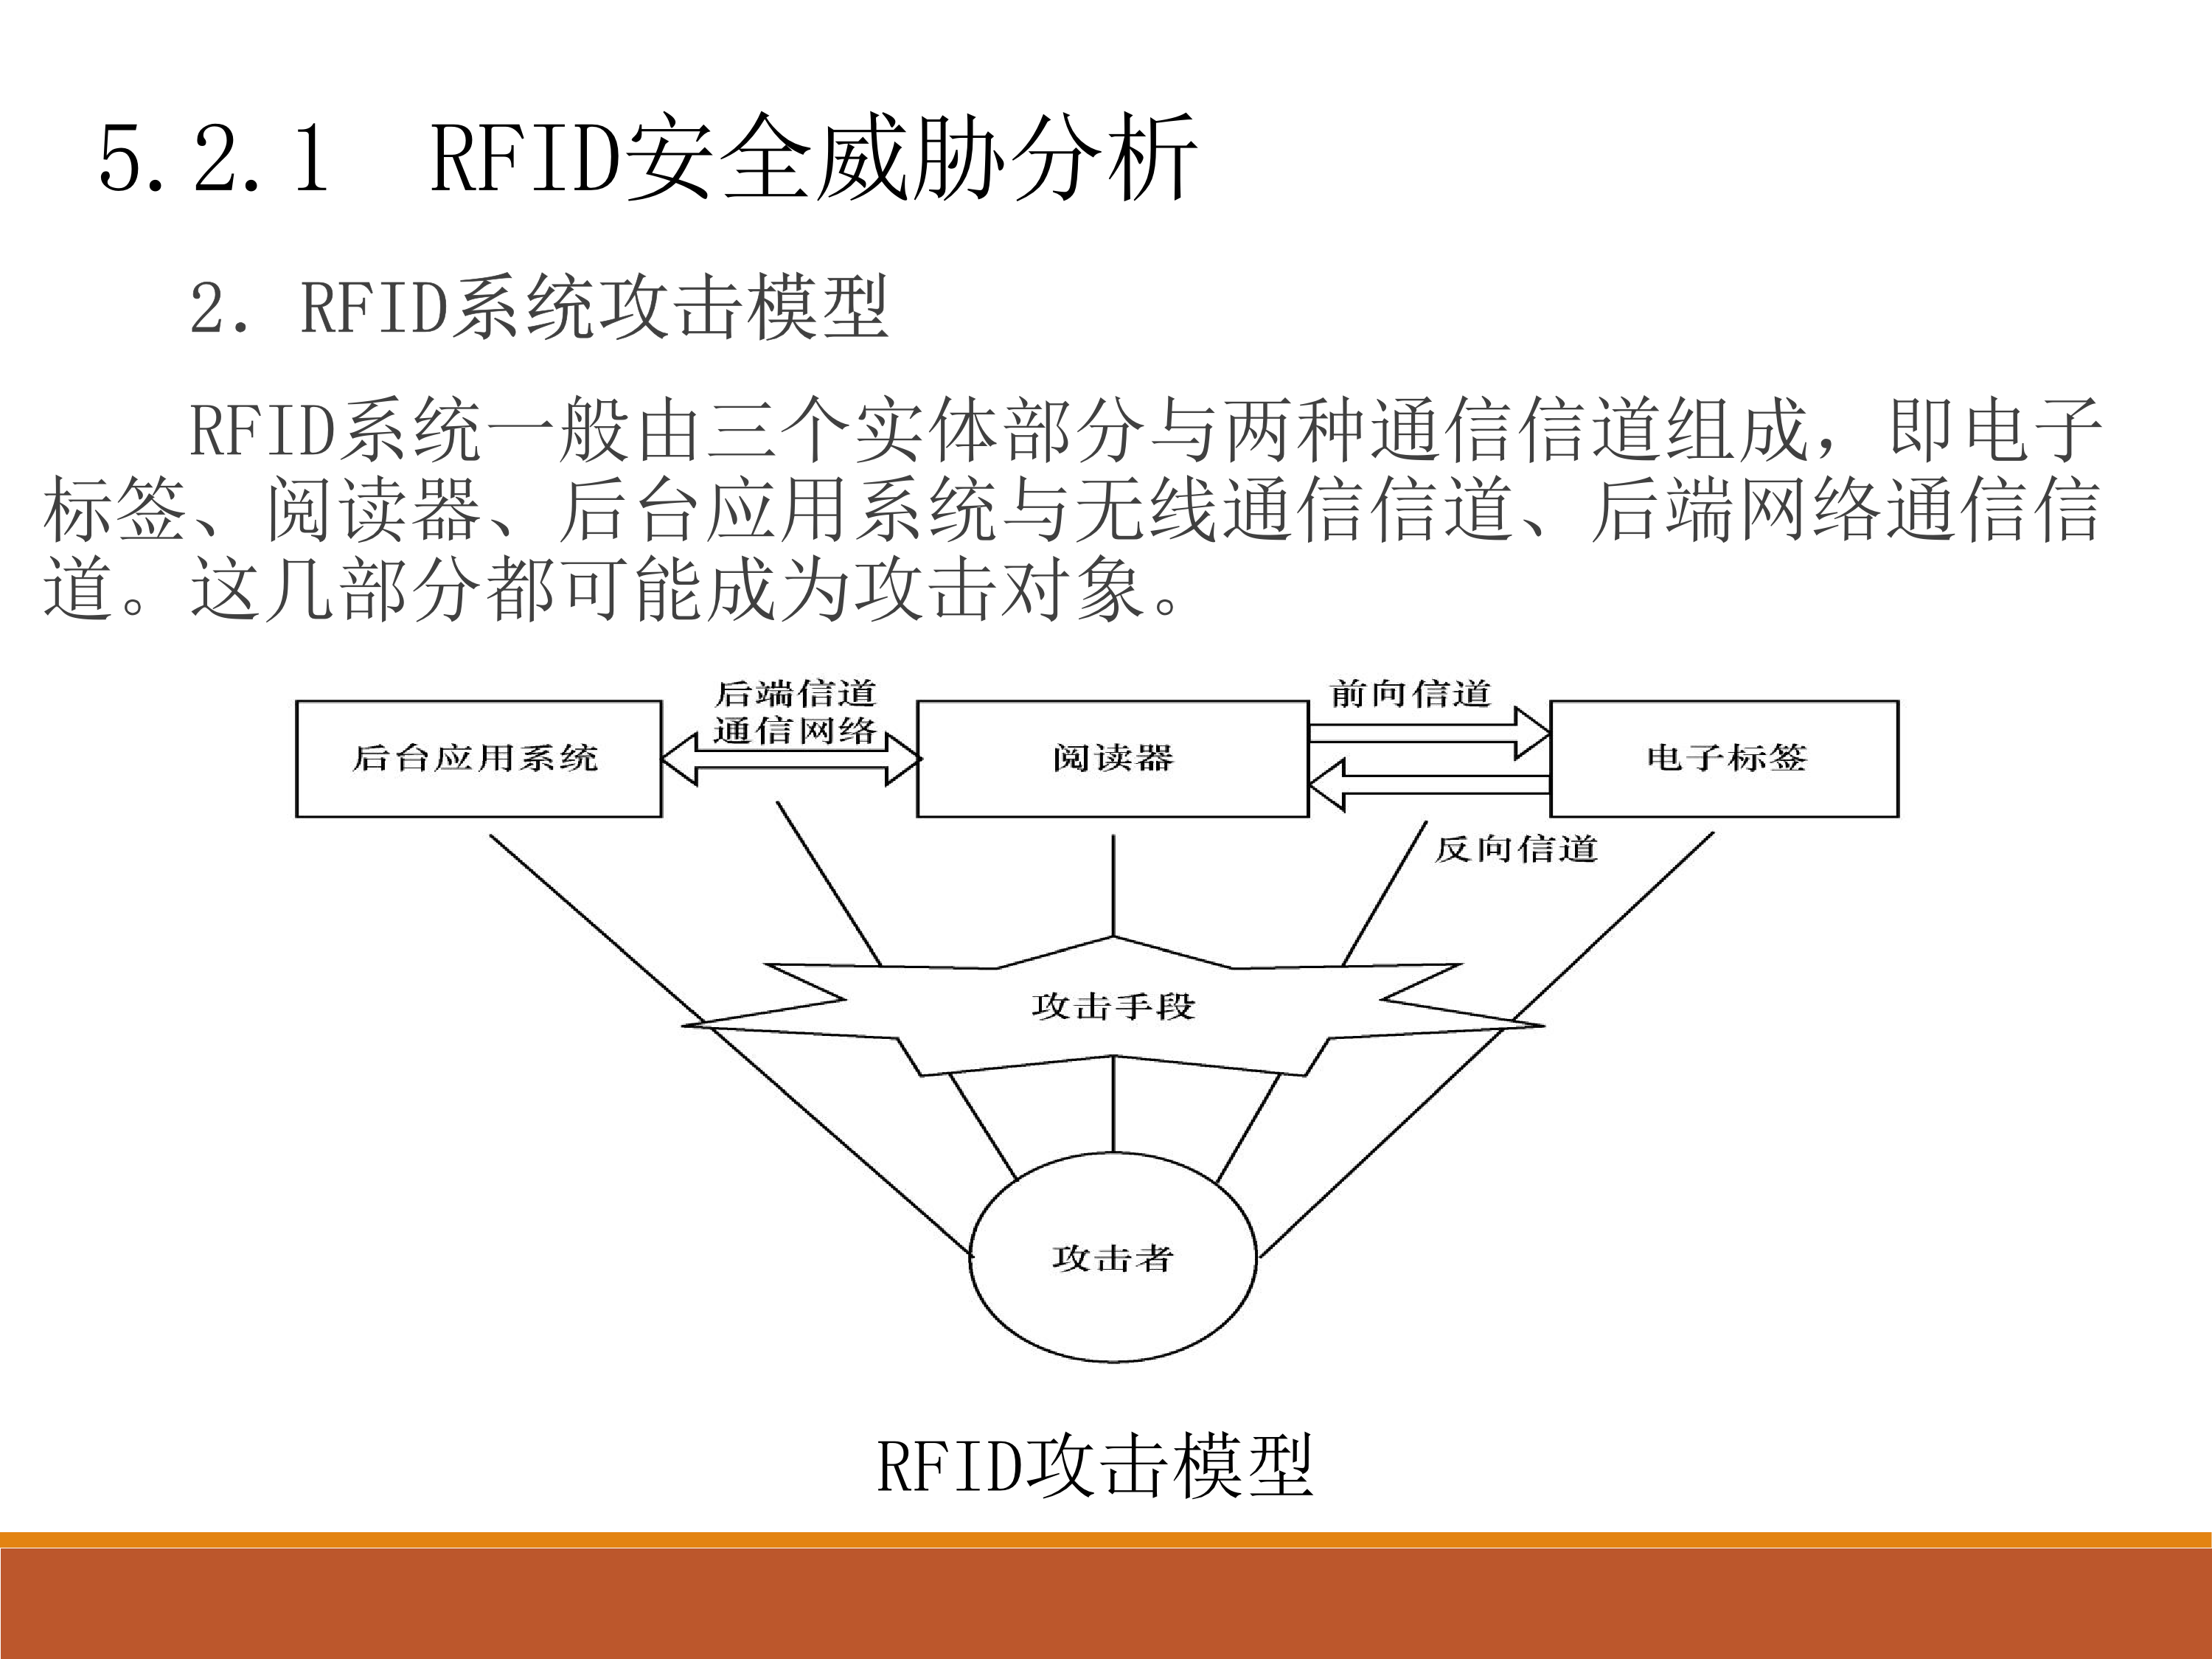 5.2.1 RFID安全威胁分析
2. RFID系统攻击模型
RFID系统一般由三个实体部分与两种通信信道组成，即电子
标签、阅读器、后台应用系统与无线通信信道、后端网络通信信
道。这几部分都可能成为攻击对象。
后端信道
通信网络
前向信道
后台应用系统
阅读器
电子标签
反向信道
攻击手段
攻击者
RFID攻击模型